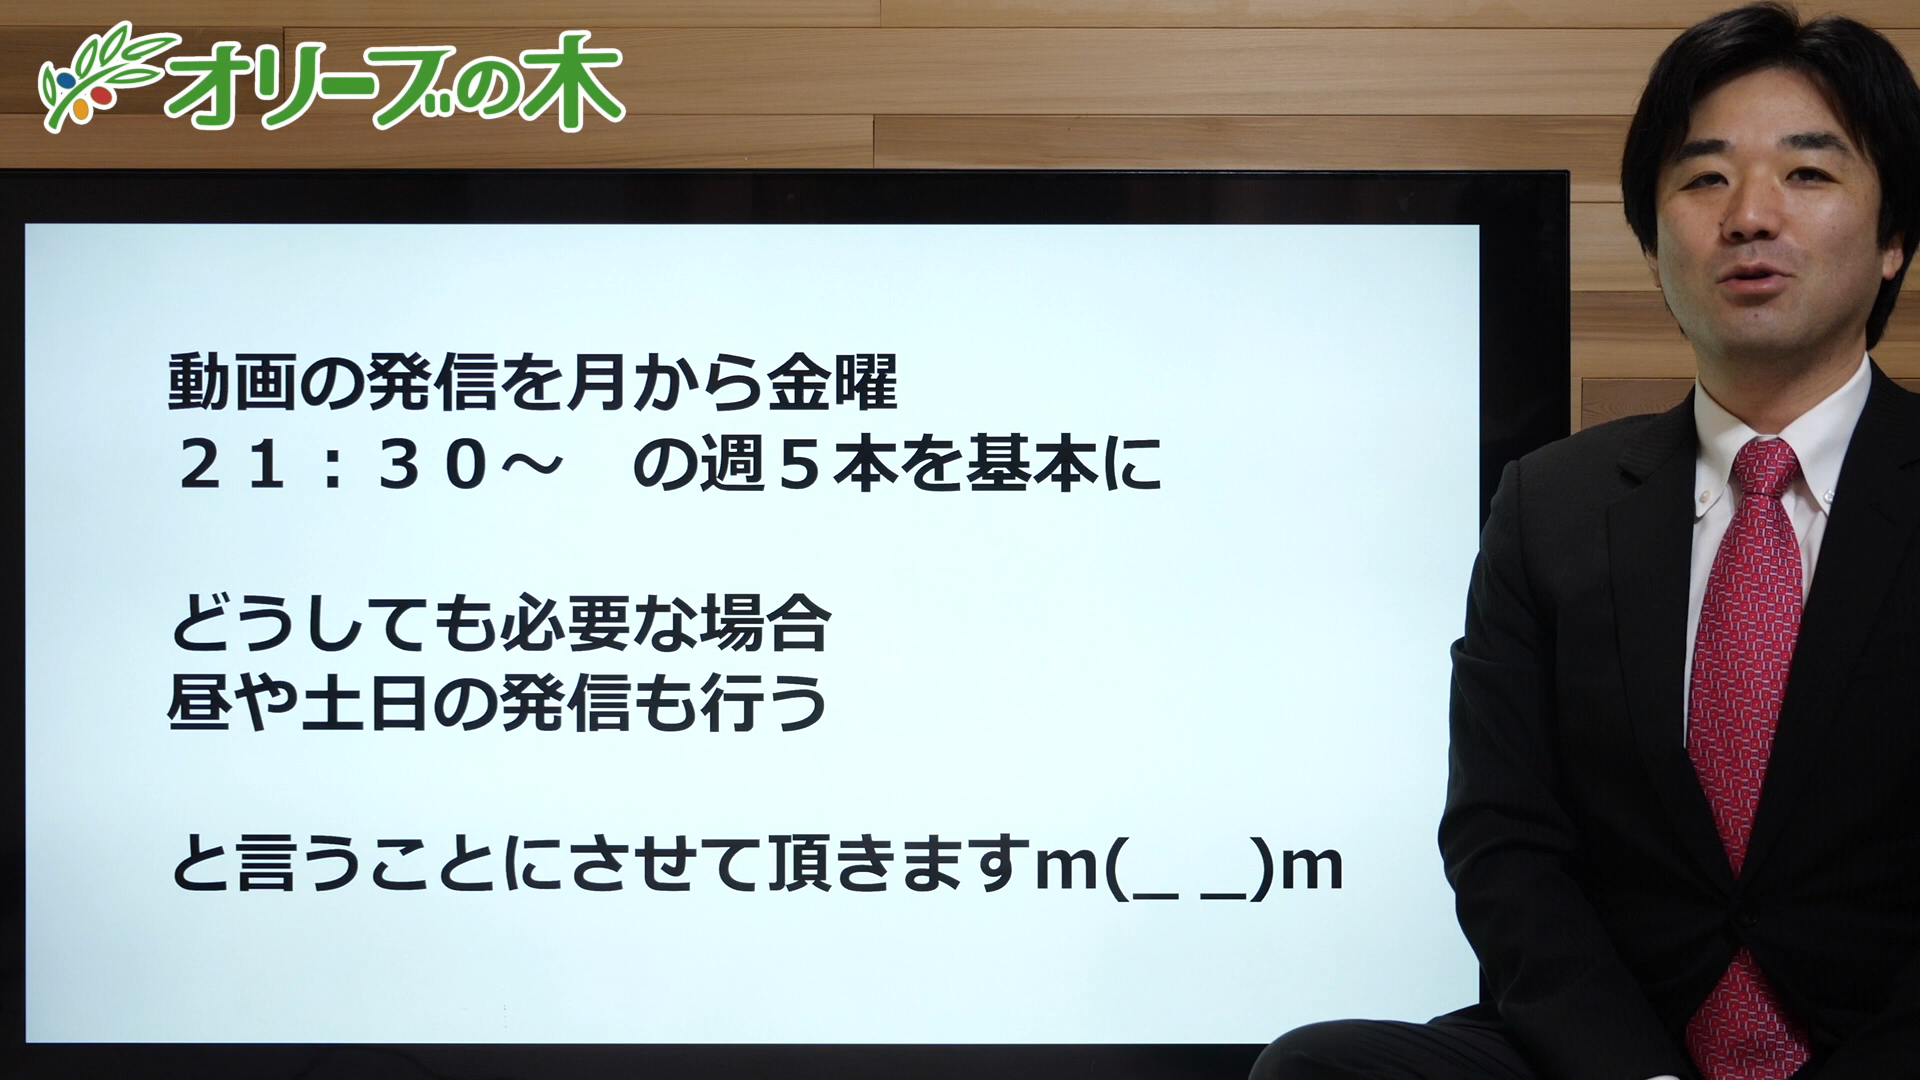 オリーブの木
動画の発信を月から金曜
２１：３０～　の週５本を基本に
どうしても必要な場合
昼や土日の発信も行う
と言うことにさせて頂きますm(_ _)m